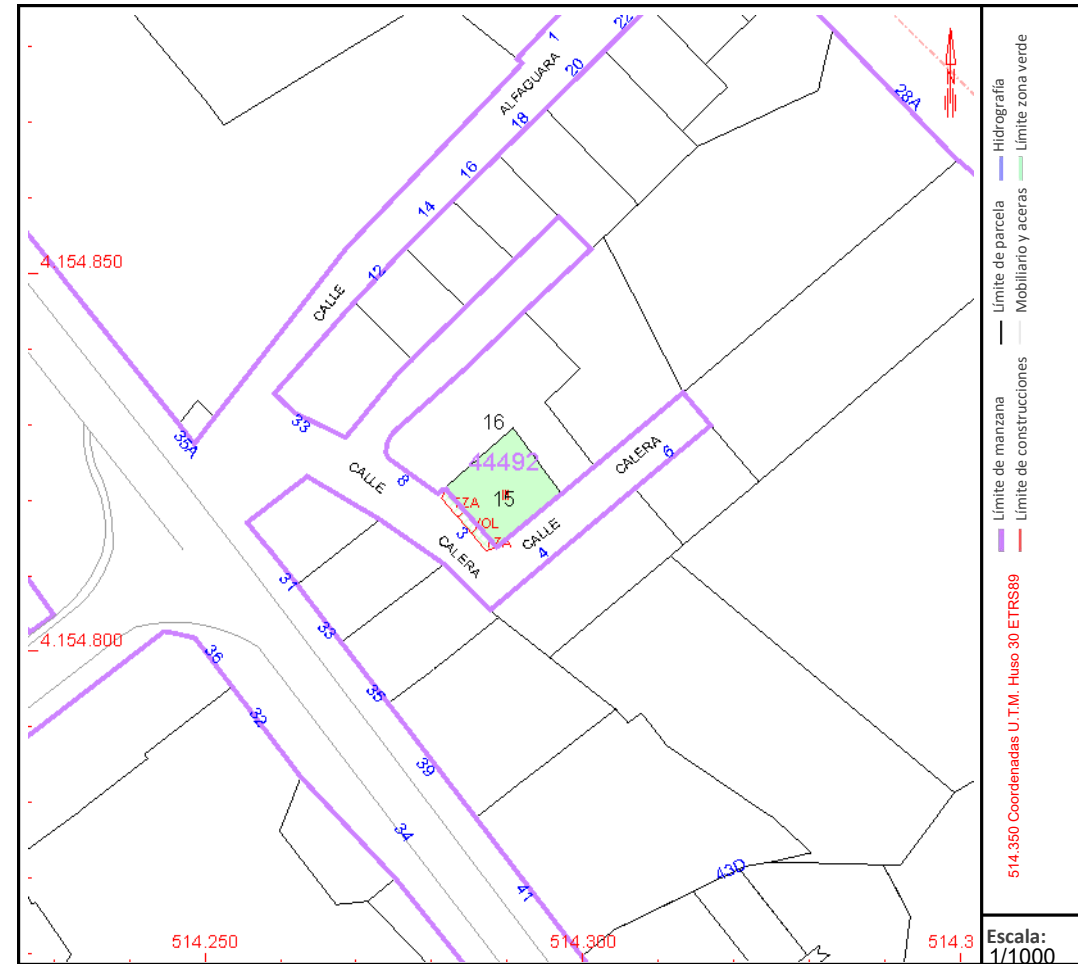 1
22
ALFAGUARA
20
18
28A
16
14
4.154.850
12
CALLE
33
16
35A
44492
CALERA
6
CALLE
8
15
TZA
VOL
3
CALLE
TZA
CALERA
4
31
33
4.154.800
36
35
32
39
34
43D
41
514.250
514.300
514.3
Límite de manzana
Límite de parcela
Hidrografía
Límite de construcciones
Mobiliario y aceras
Límite zona verde
514.350 Coordenadas U.T.M. Huso 30 ETRS89
Escala:
1/1000